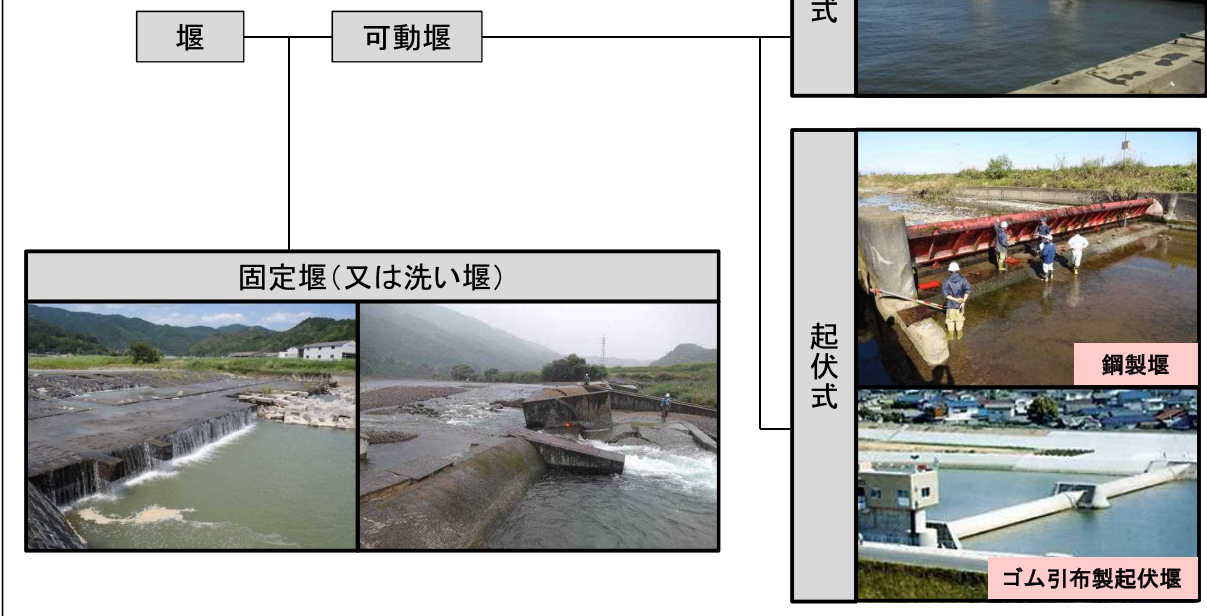 式
堰
可動堰
固定堰（又は洗い堰）
起伏式
鋼製堰
ゴム引布製起伏堰